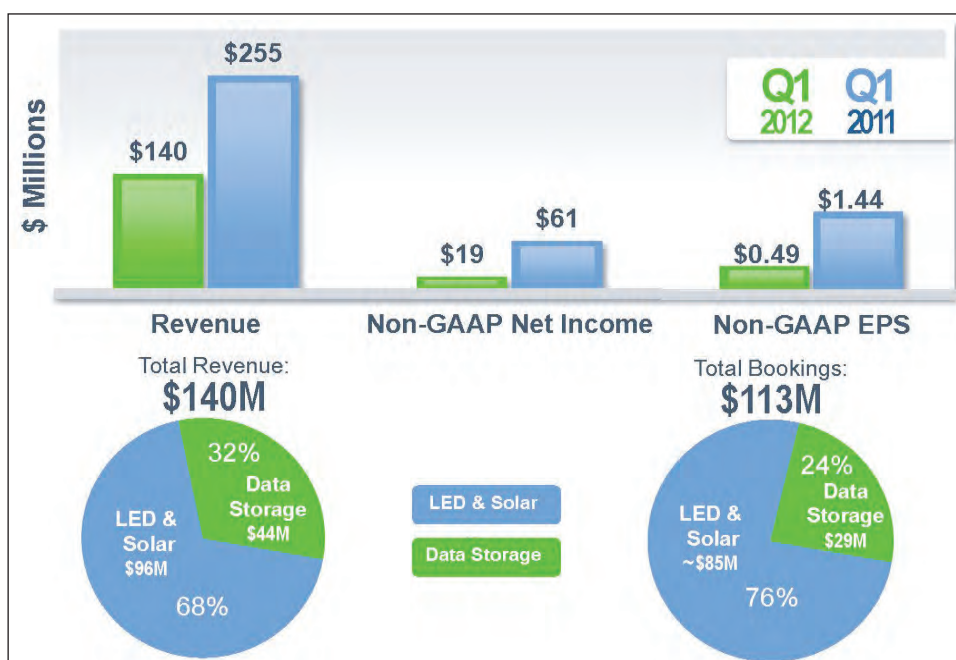 $ Millions
$140
$255
$19
$61
$0.49
$1.44
Q1 2012
Q1 2011
Revenue
Non-GAAP Net Income
Non-GAAP EPS
Total Revenue:
$140M
32%
Data
Storage
$44M
LED &
Solar
$96M
68%
LED & Solar
Data Storage
Total Bookings:
$113M
24%
Data
Storage
$29M
LED &
Solar
~$85M
76%